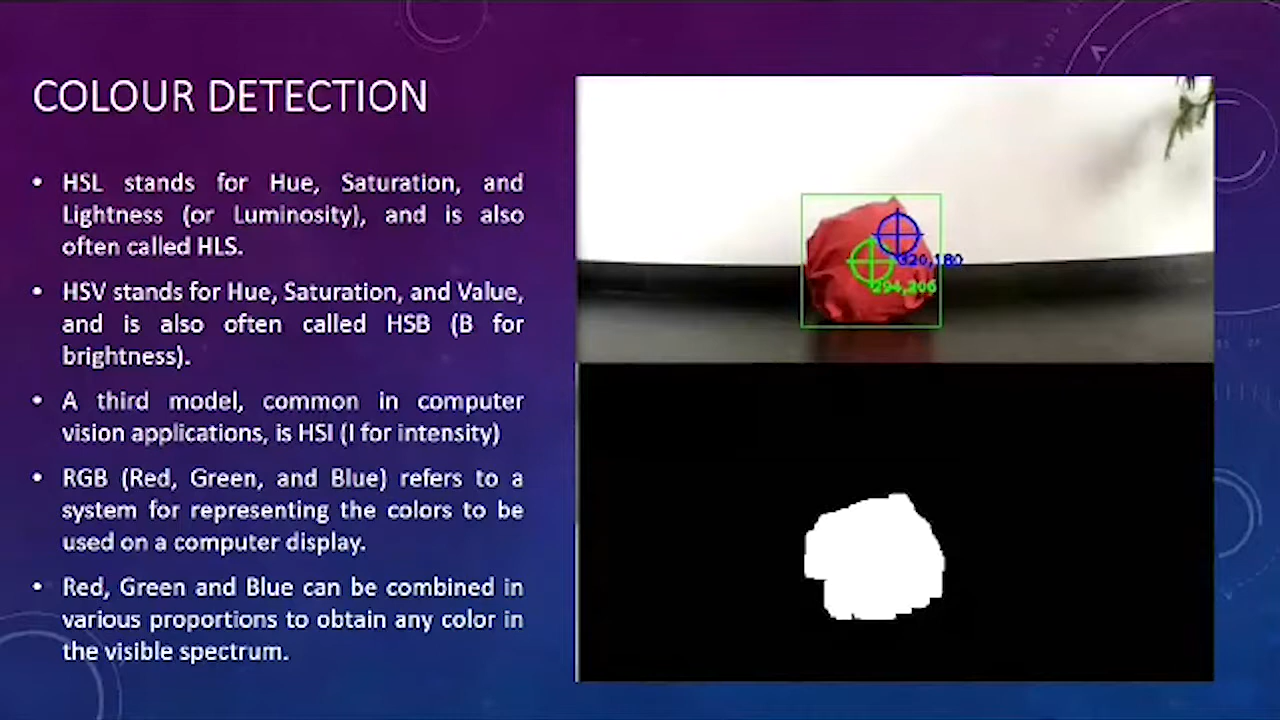 COLOUR DETECTION
• HSL stands for Hue, Saturation, and
Lightness (or Luminosity), and is also
often called HLS.
• HSV stands for Hue, Saturation, and Value,
and is also often called HSB (B for
brightness).
• A third model, common in computer
vision applications, is HSI (I for intensity)
• RGB (Red, Green, and Blue) refers to a
system for representing the colors to be
used on a computer display.
• Red, Green and Blue can be combined in
various proportions to obtain any color in
the visible spectrum.
320,180
294,206